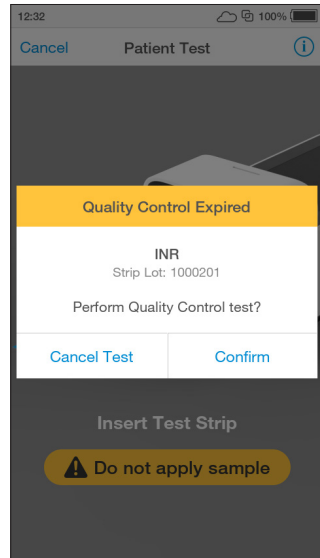 12:32
100%
Cancel
Patient Test
i
Quality Control Expired
INR
Strip Lot: 1000201
Perform Quality Control test?
Cancel Test
Confirm
Insert Test Strip
Do not apply sample